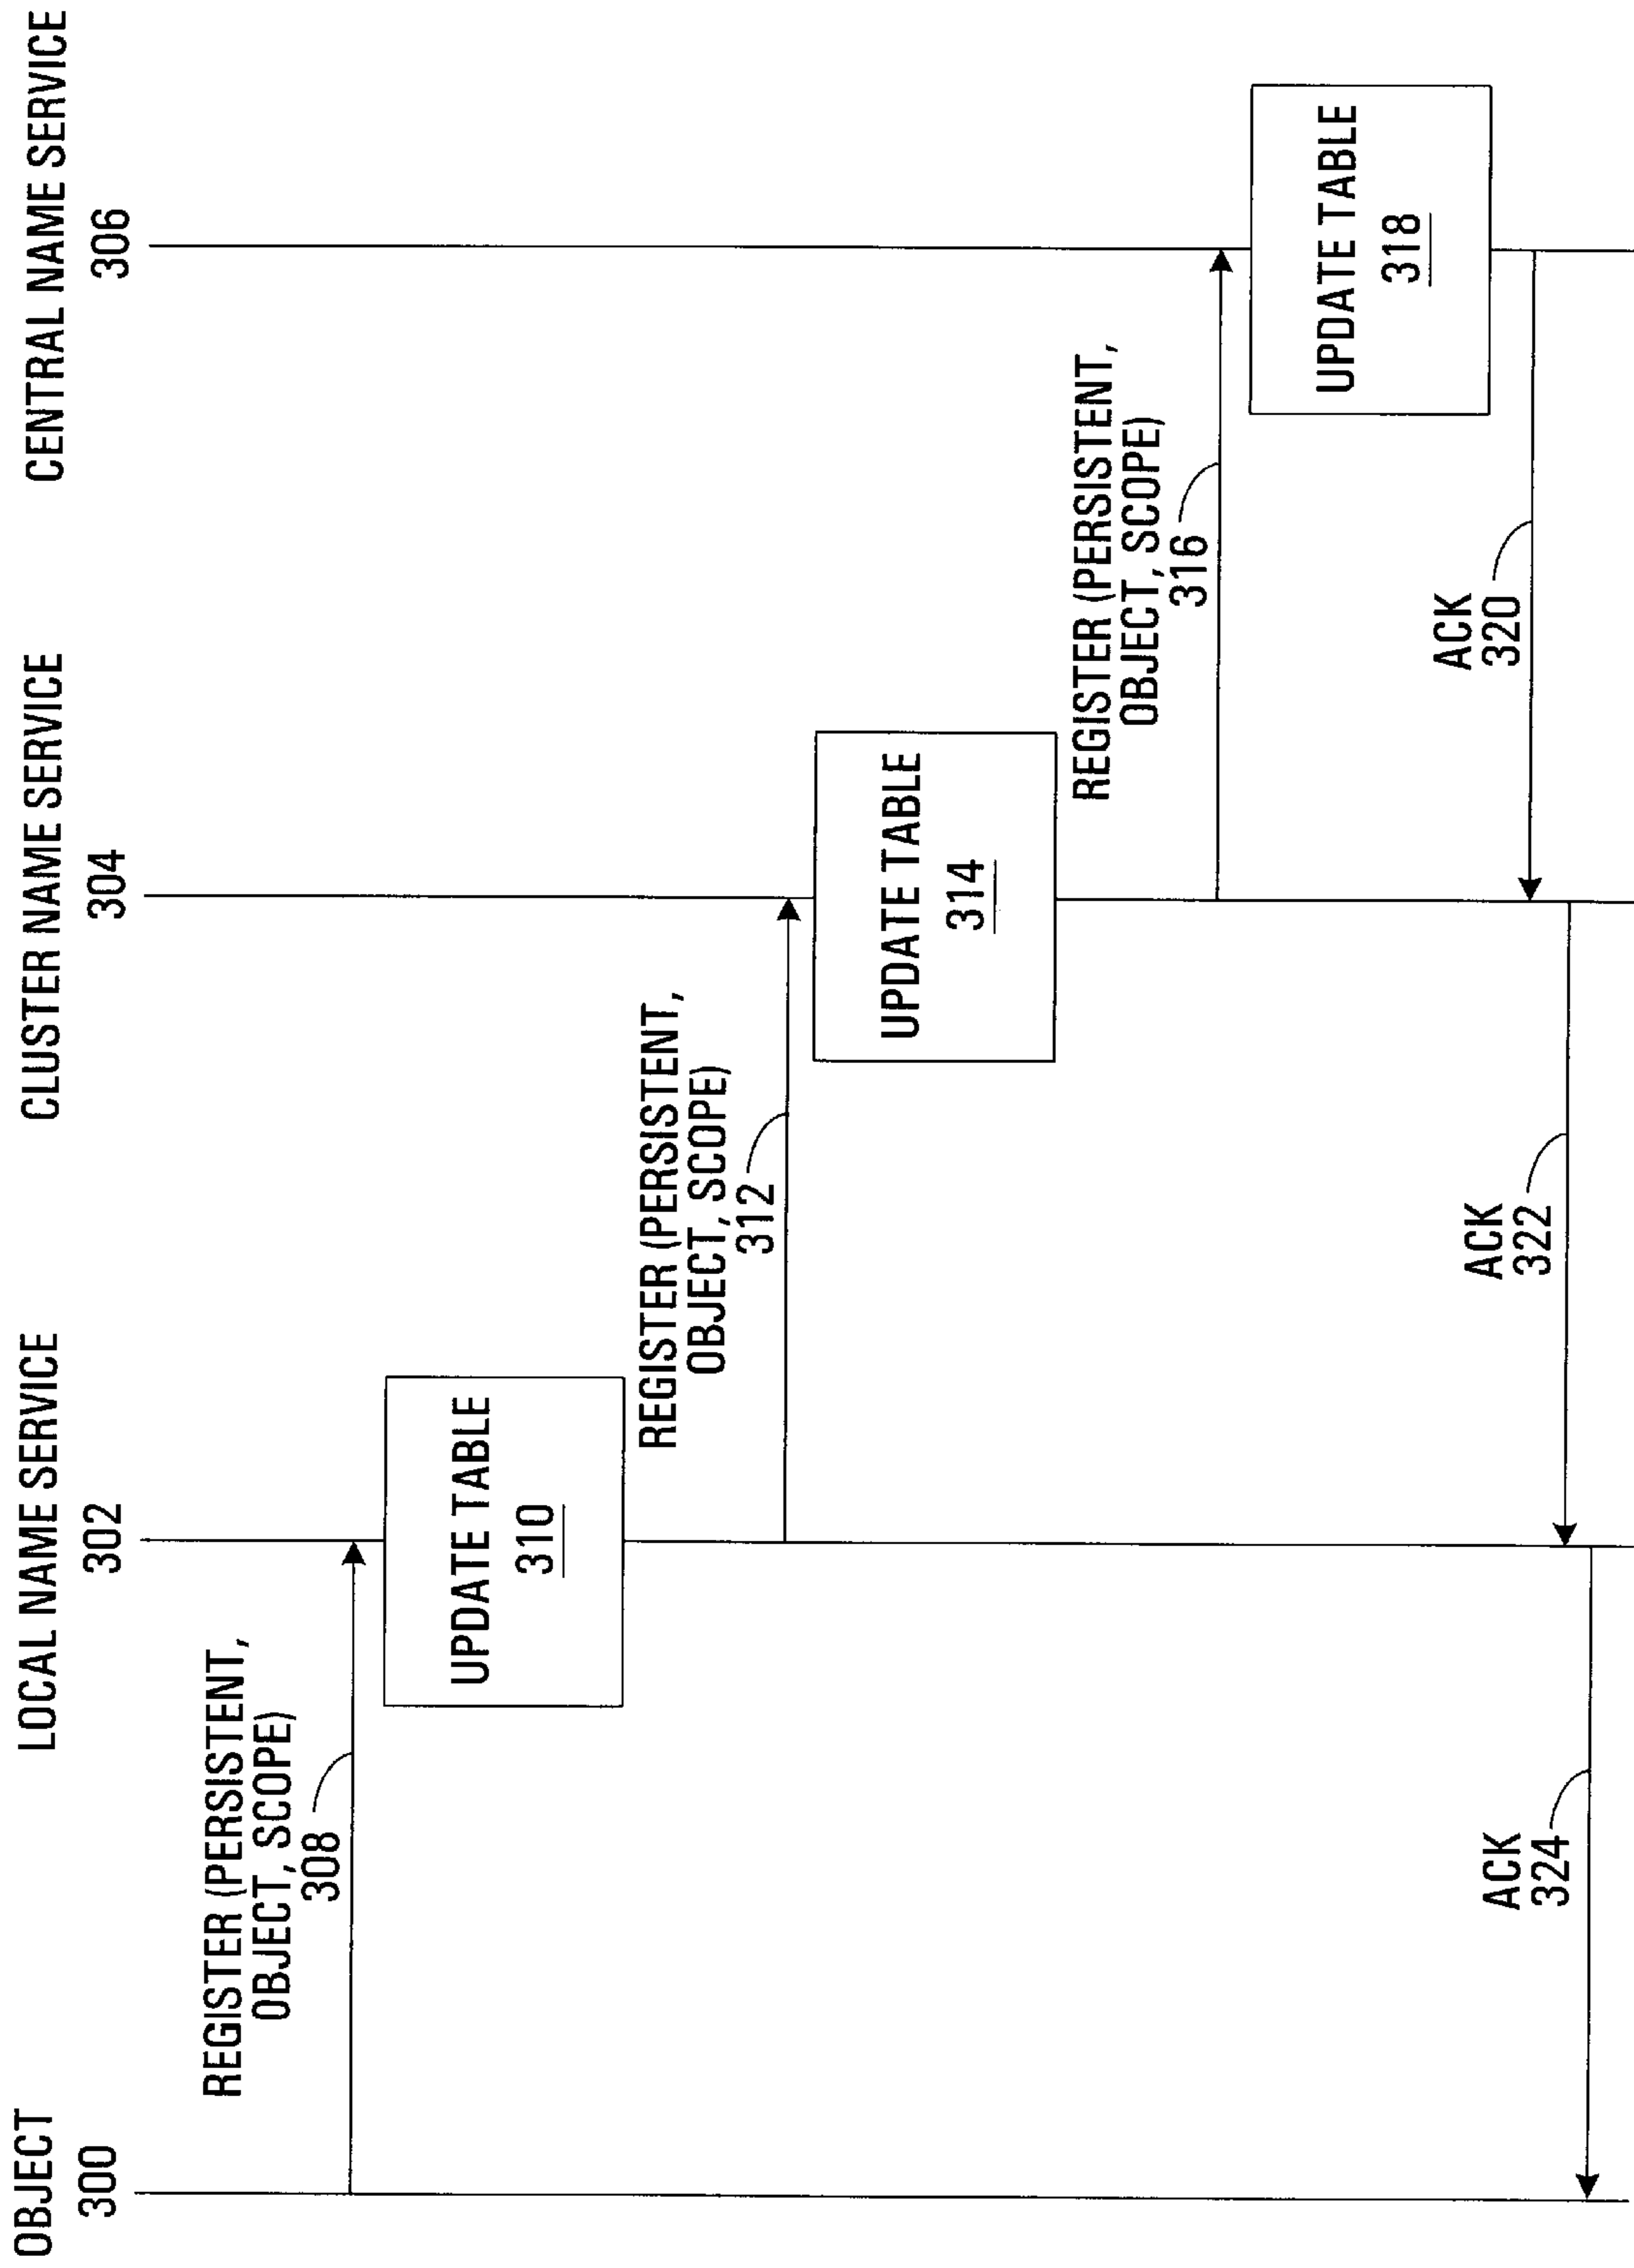 OBJECT
300
LOCAL NAME SERVICE
302
CLUSTER NAME SERVICE
304
CENTRAL NAME SERVICE
306
REGISTER (PERSISTENT,
OBJECT, SCOPE)
308
UPDATE TABLE
310
REGISTER (PERSISTENT,
OBJECT, SCOPE)
312
UPDATE TABLE
314
REGISTER (PERSISTENT,
OBJECT, SCOPE)
316
UPDATE TABLE
318
ACK
320
ACK
322
ACK
324